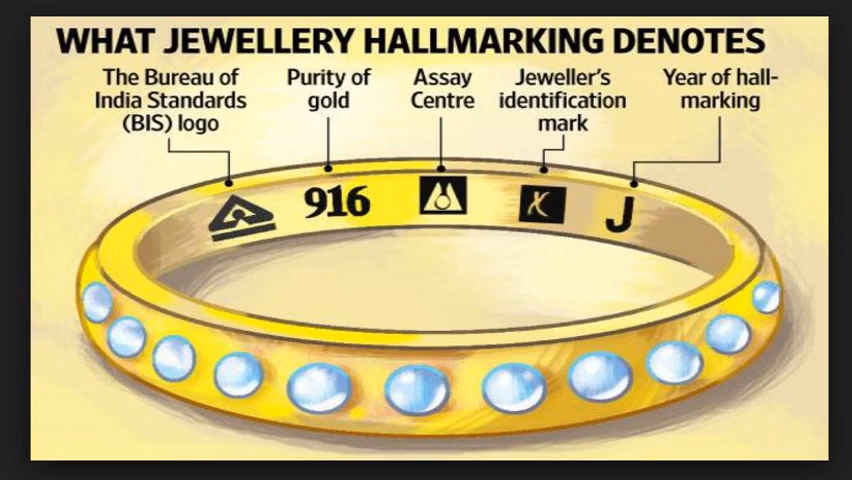 WHAT JEWELLERY HALLMARKING DENOTES
The Bureau of
India Standards
(BIS) logo
Purity of
gold
Assay
Centre
Jeweller's
identification
mark
Year of hall-
marking
916
X
J